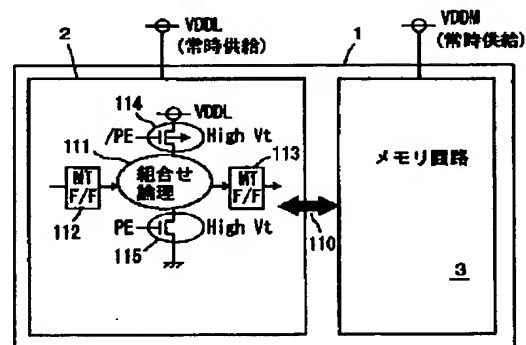 VDDL
(常時供給)
VDDM
(常時供給)
2
1
114
VDDL
/PE
High Vt
111
113
組合せ
論理
MT
F/F
MT
F/F
112
PE
High Vt
115
110
メモリ回路
3